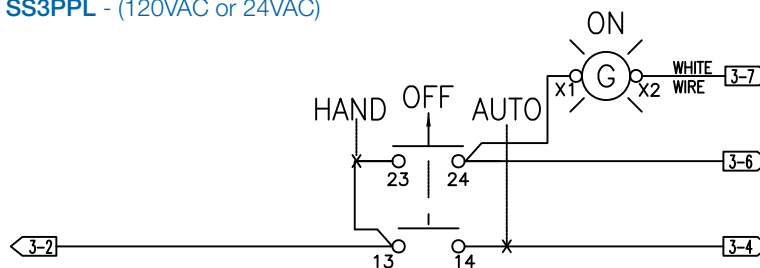 SS3PPL - (120VAC or 24VAC)
ON
G
X1
X2
WHITE
WIRE
3-7
HAND
OFF
AUTO
23
24
3-6
3-2
13
14
3-4